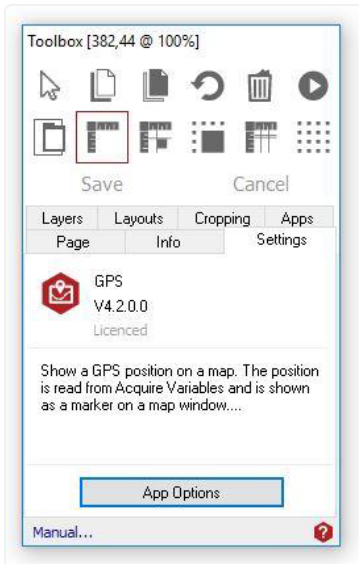 Toolbox [382,44 @ 100%]
Save Cancel
Layers Layouts Cropping Apps
Page Info Settings
GPS
V4.2.0.0
Licenced
Show a GPS position on a map. The position
is read from Acquire Variables and is shown
as a marker on a map window....
App Options
Manual... ?